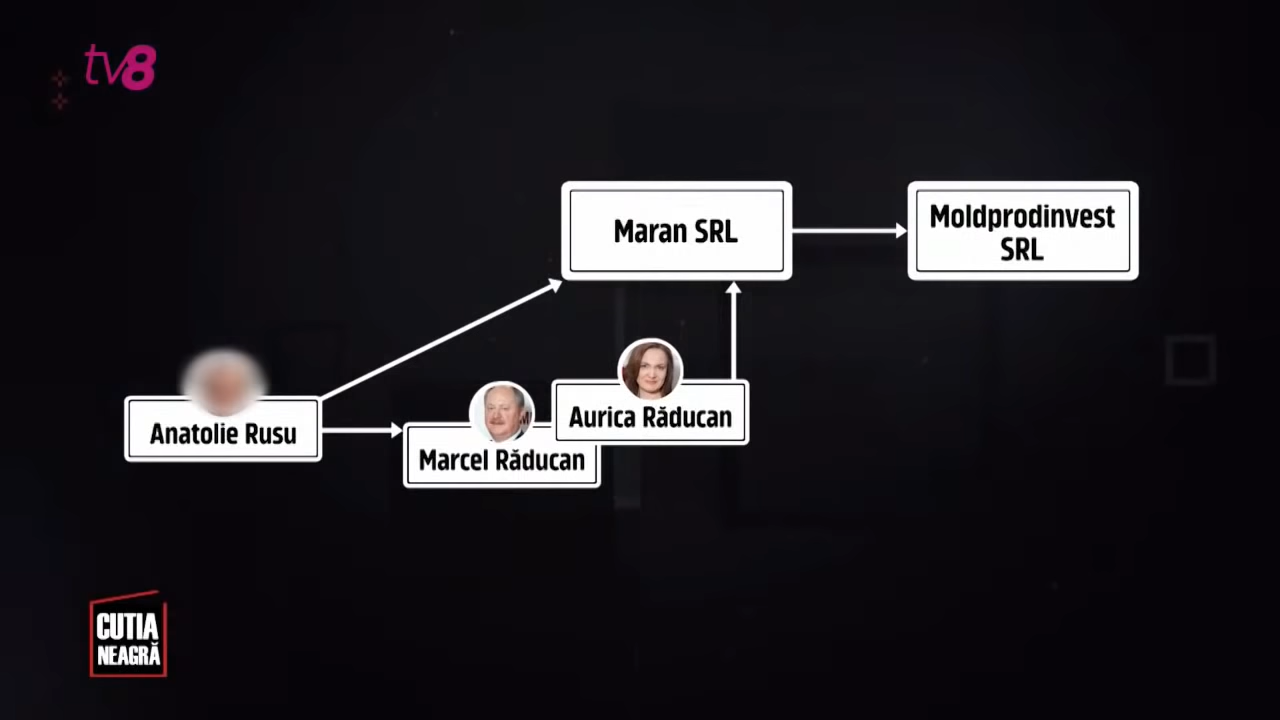 tv8
Maran SRL
Moldprodinvest
SRL
Anatolie Rusu
Marcel Răducan
Aurica Răducan
CUTIA
NEAGRĂ